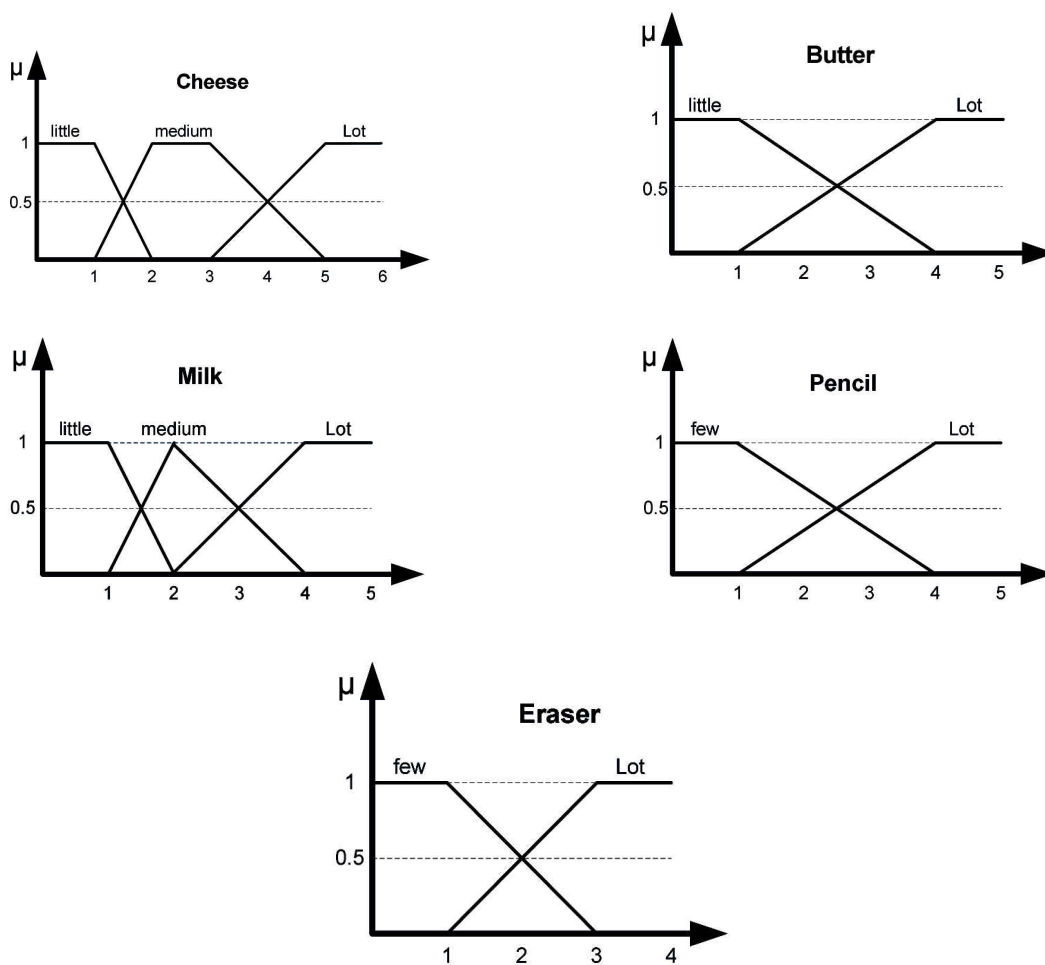 μ
Cheese
little
medium
Lot
1
0.5
1 2 3 4 5 6
μ
Butter
little
Lot
1
0.5
1 2 3 4 5
μ
Milk
little
medium
Lot
1
0.5
1 2 3 4 5
μ
Pencil
few
Lot
1
0.5
1 2 3 4 5
μ
Eraser
few
Lot
1
0.5
1 2 3 4